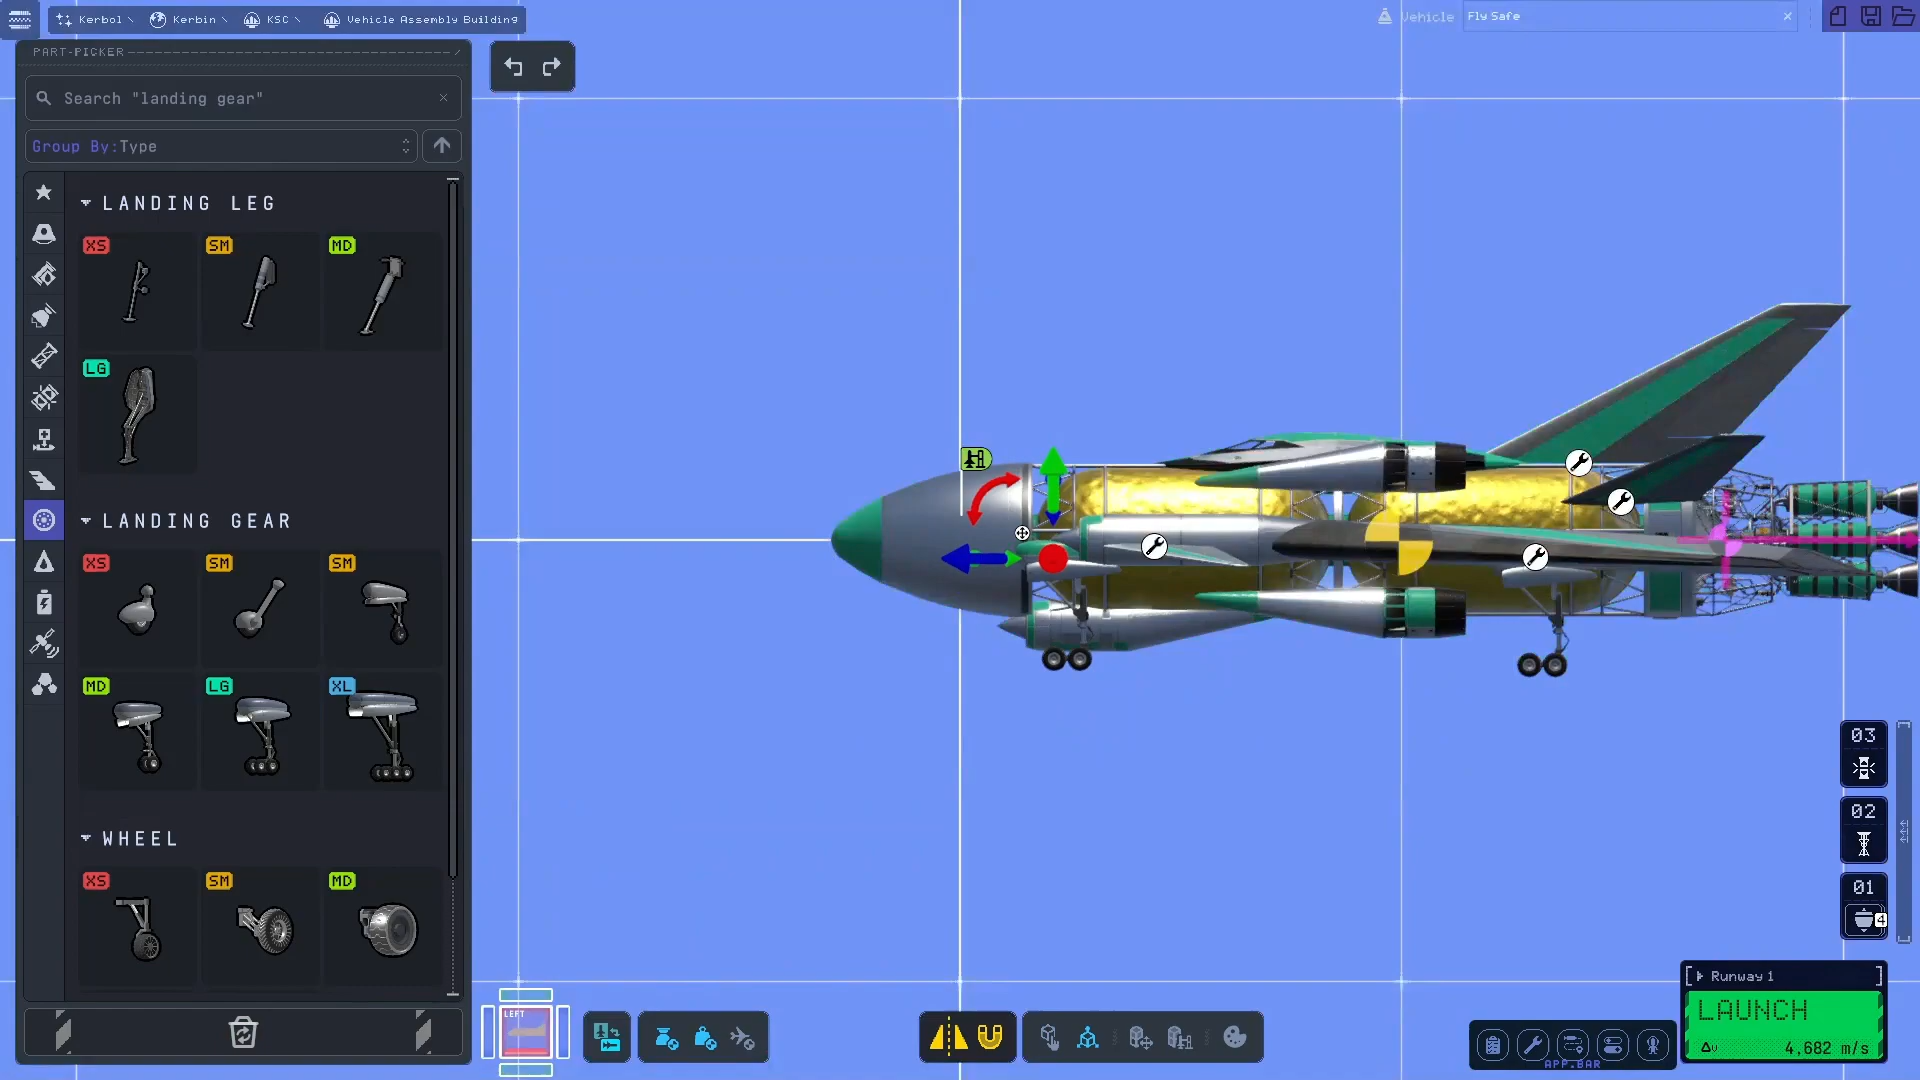 Kerbol
Kerbin
KSC
Vehicle Assembly Building
Vehicle
Fly Safe
PART-PICKER
Search "landing gear"
Group By: Type
LANDING LEG
XS
SM
MD
LG
LANDING GEAR
XS
SM
SM
MD
LG
XL
WHEEL
XS
SM
MD
03
02
01
4
LEFT
Runway 1
LAUNCH
Δv 4,682 m/s
APP.BAR